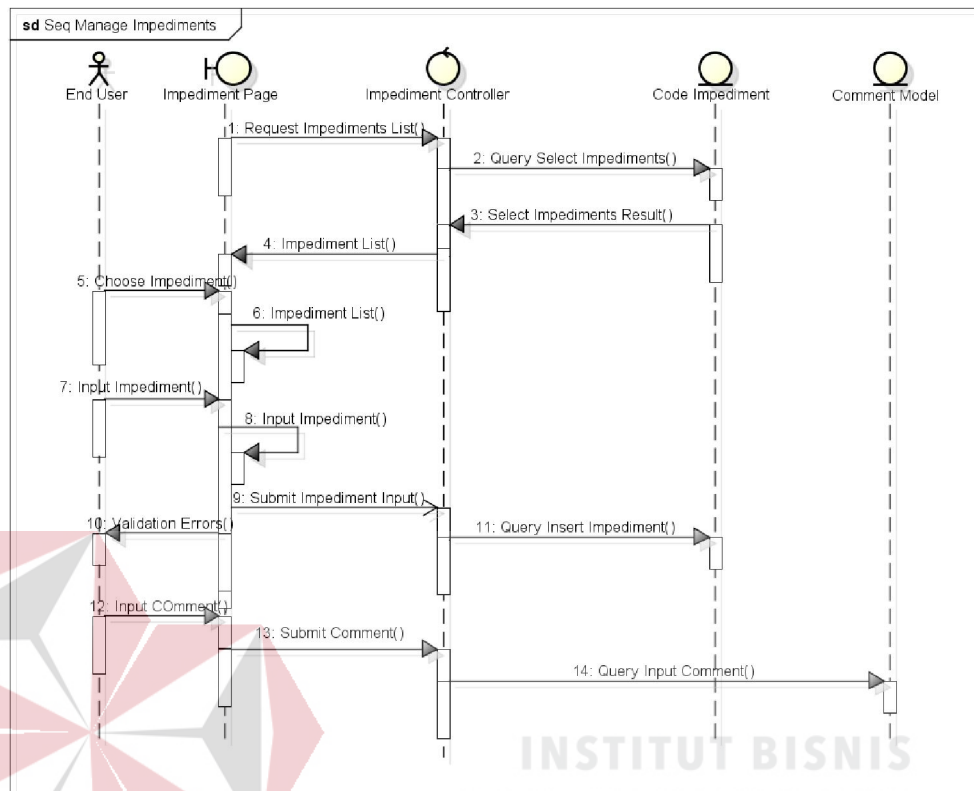 sd Seq Manage Impediments
End User
Impediment Page
Impediment Controller
Code Impediment
Comment Model
1: Request Impediments List()
2: Query Select Impediments()
3: Select Impediments Result()
4: Impediment List()
5: Choose Impediment()
6: Impediment List()
7: Input Impediment()
8: Input Impediment()
9: Submit Impediment Input()
10: Validation Errors()
11: Query Insert Impediment()
12: Input COmment()
13: Submit Comment()
14: Query Input Comment()
INSTITUT BISNIS